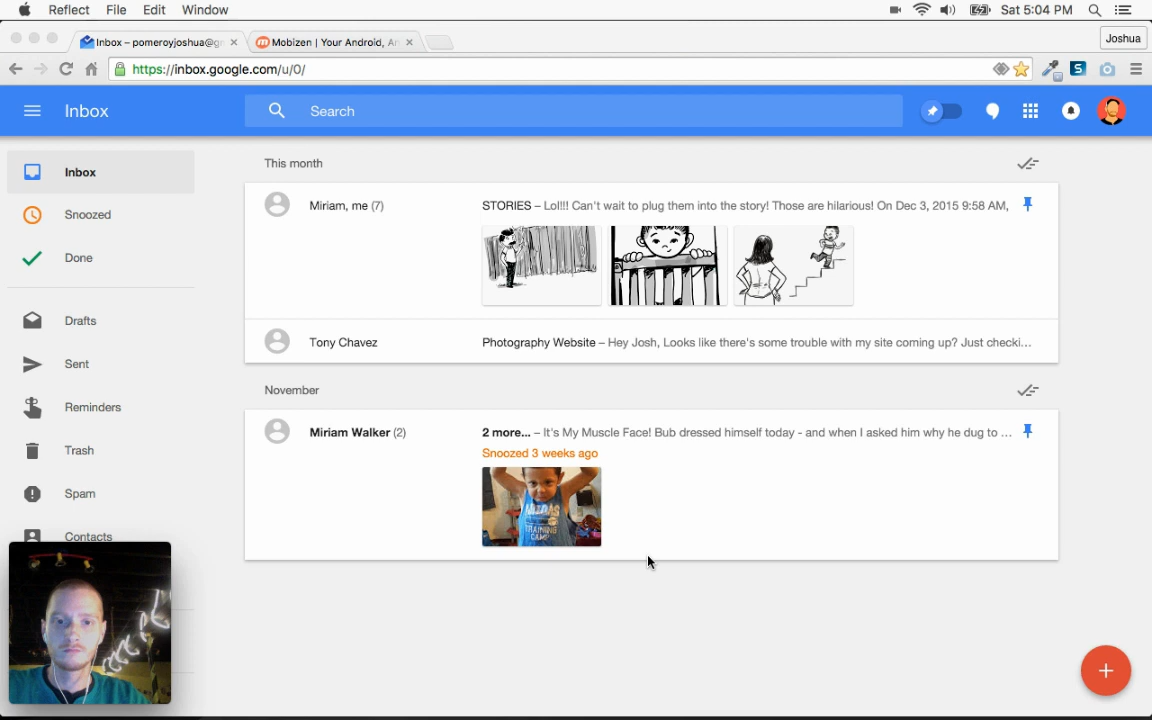 Reflect File Edit Window Sat 5:04 PM
Inbox – pomeroyjoshua@g Mobizen | Your Android, An Joshua
https://inbox.google.com/u/0/
Inbox Search
Inbox
Snoozed
Done
Drafts
Sent
Reminders
Trash
Spam
Contacts
This month
Miriam, me (7) STORIES – Lol!!! Can't wait to plug them into the story! Those are hilarious! On Dec 3, 2015 9:58 AM,
Tony Chavez Photography Website – Hey Josh, Looks like there's some trouble with my site coming up? Just checki...
November
Miriam Walker (2) 2 more... – It's My Muscle Face! Bub dressed himself today - and when I asked him why he dug to ...
Snoozed 3 weeks ago
TRAINING
CAMP